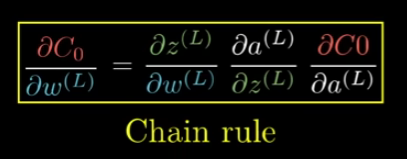 ∂C₀/∂w⁽ᴸ⁾ = ∂z⁽ᴸ⁾/∂w⁽ᴸ⁾ ∂a⁽ᴸ⁾/∂z⁽ᴸ⁾ ∂C0/∂a⁽ᴸ⁾
Chain rule